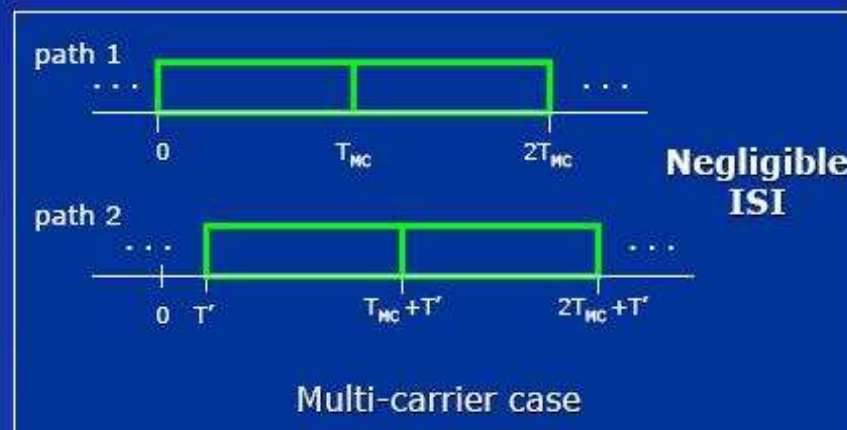 path 1
. . . . . .
0 T_MC 2T_MC
Negligible
ISI
path 2
. . . . . .
0 T′ T_MC+T′ 2T_MC+T′
Multi-carrier case